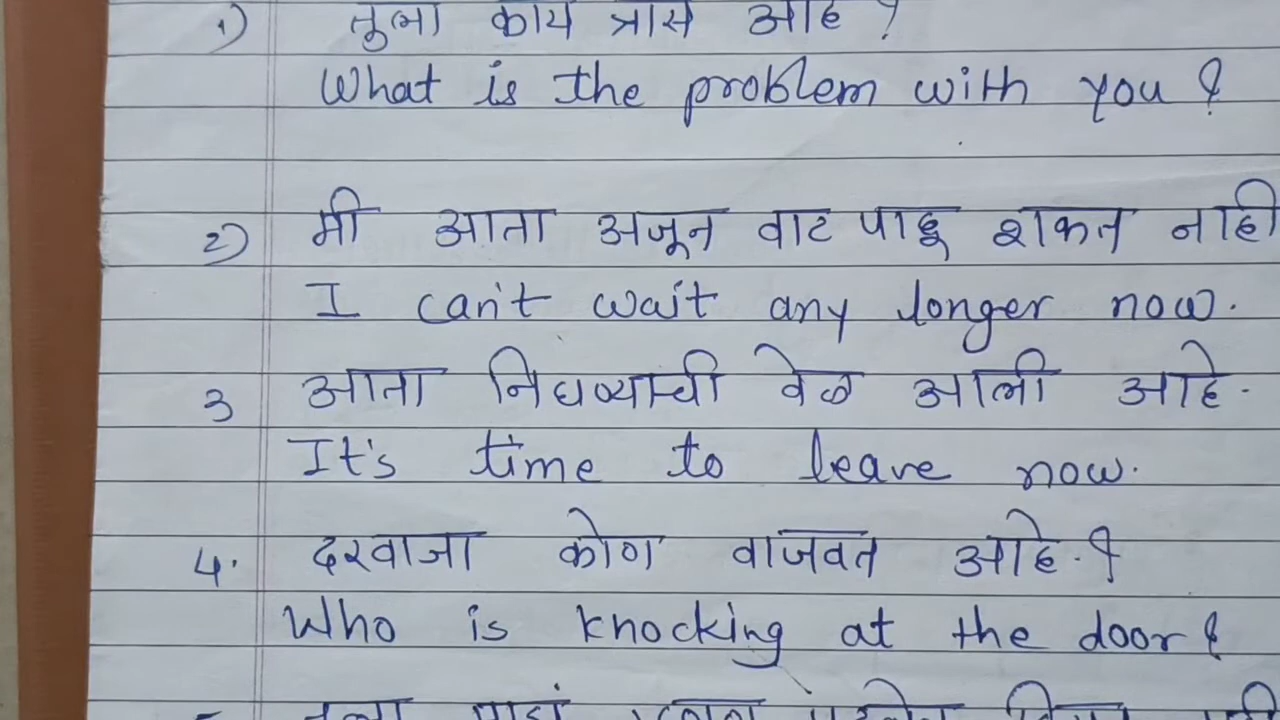 1) तुला काय त्रास आहे ?
What is the problem with you ?
2) मी आता अजून वाट पाहू शकत नाही
I can't wait any longer now.
3 आता निघण्याची वेळ आली आहे.
It's time to leave now.
4. दरवाजा कोण वाजवत आहे.?
Who is knocking at the door?